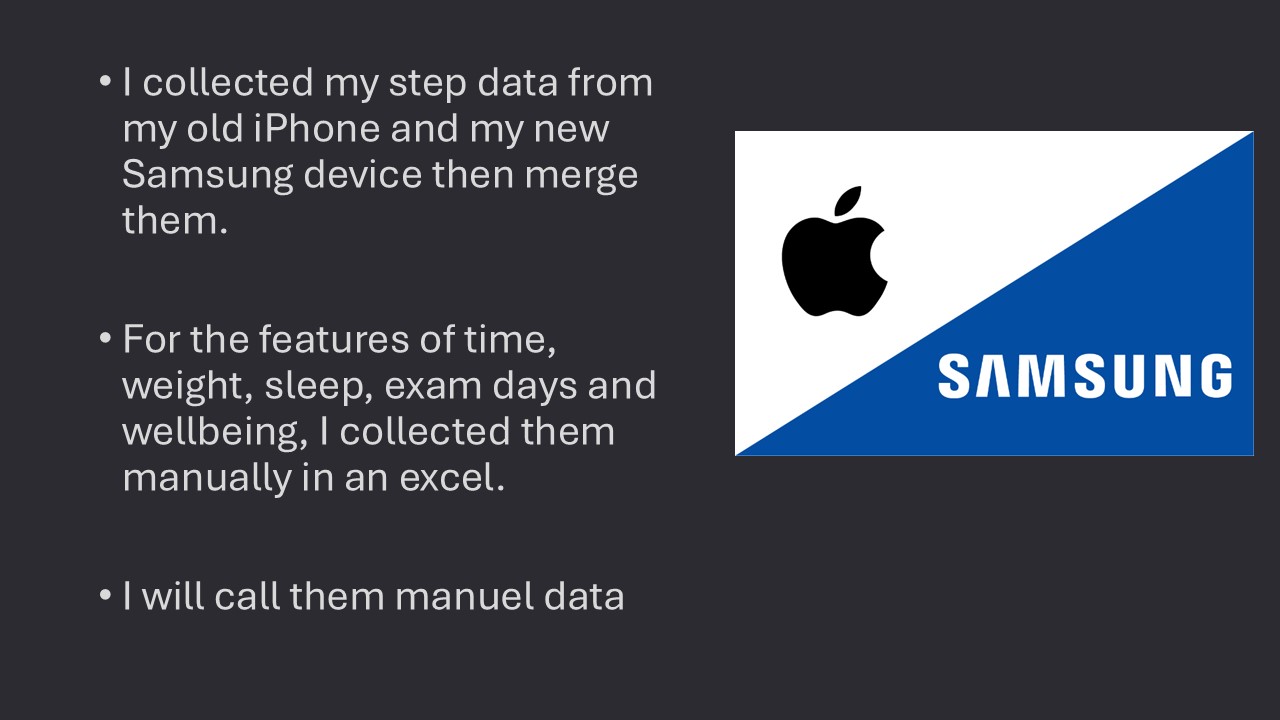 • I collected my step data from
my old iPhone and my new
Samsung device then merge
them.
• For the features of time,
weight, sleep, exam days and
wellbeing, I collected them
manually in an excel.
• I will call them manuel data
SAMSUNG